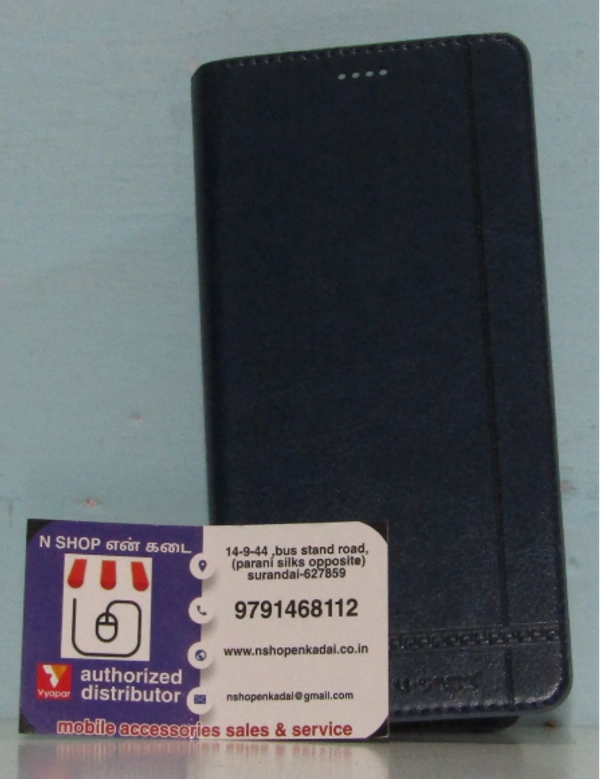 N SHOP என் கடை
Vyapar
authorized
distributor
14-9-44 ,bus stand road,
(parani silks opposite)
surandai-627859
9791468112
www.nshopenkadai.co.in
nshopenkadai@gmail.com
mobile accessories sales & service